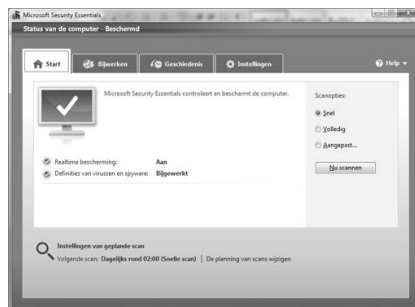 Microsoft Security Essentials
Status van de computer - Beschermd
Start
Bijwerken
Geschiedenis
Instellingen
Help
Microsoft Security Essentials controleert en beschermt de computer.
Realtime bescherming: Aan
Definities van virussen en spyware: Bijgewerkt
Scanopties:
Snel
Volledig
Aangepast...
Nu scannen
Instellingen van geplande scan
Volgende scan: Dagelijks rond 02:00 (Snelle scan) | De planning van scans wijzigen